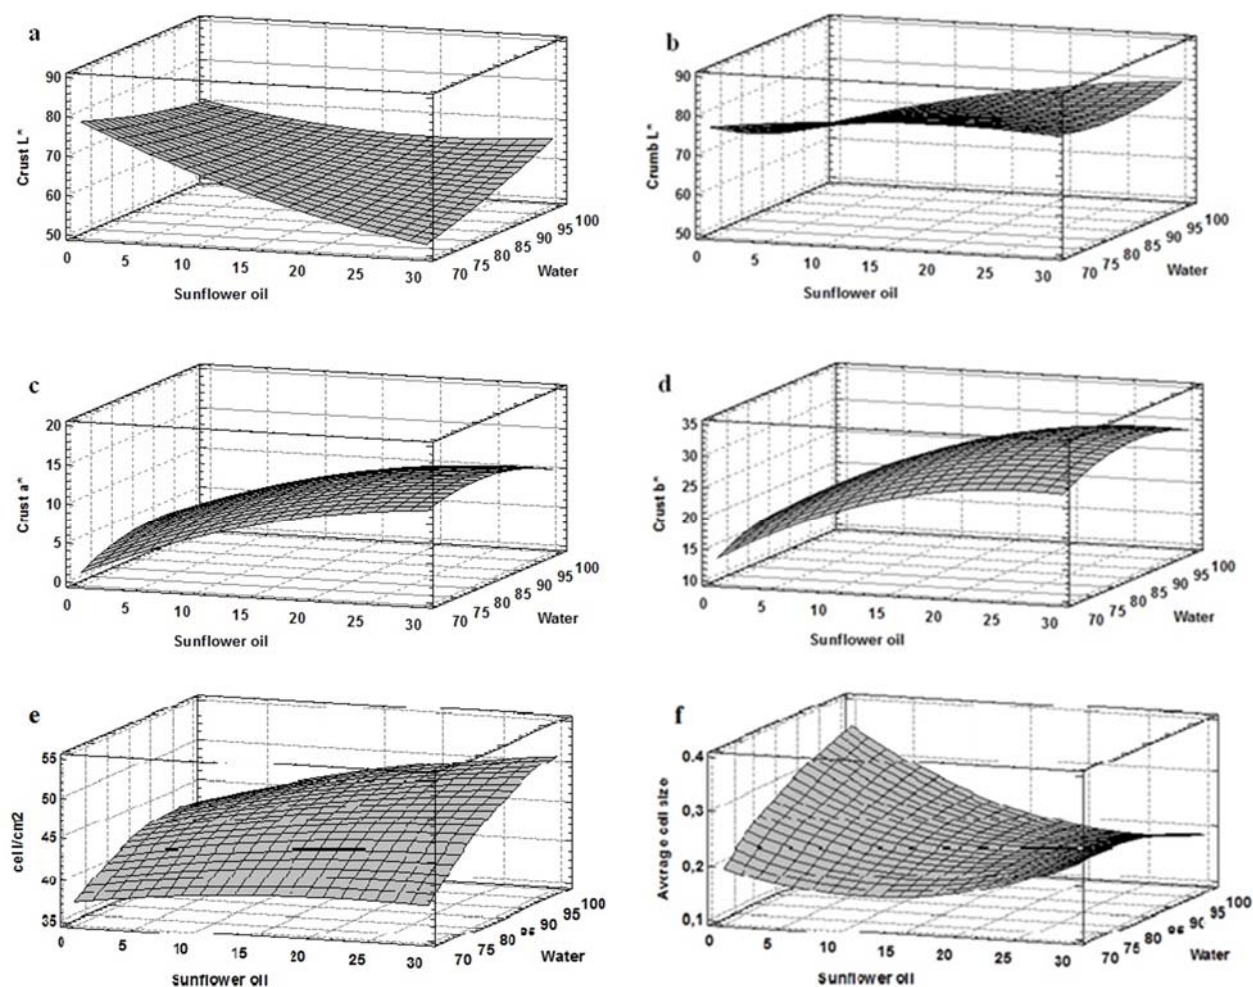 a
Crust L*
90
80
70
60
50
0 5 10 15 20 25 30
Sunflower oil
70 75 80 85 90 95 100
Water
b
Crumb L*
90
80
70
60
50
0 5 10 15 20 25 30
Sunflower oil
70 75 80 85 90 95 100
Water
c
Crust a*
20
15
10
5
0
0 5 10 15 20 25 30
Sunflower oil
70 75 80 85 90 95 100
Water
d
Crust b*
35
30
25
20
15
10
0 5 10 15 20 25 30
Sunflower oil
70 75 80 85 90 95 100
Water
e
cell/cm2
55
50
45
40
35
0 5 10 15 20 25 30
Sunflower oil
70 75 80 90 95 100
Water
f
Average cell size
0,4
0,3
0,2
0,1
0 5 10 15 20 25 30
Sunflower oil
70 75 80 85 95 100
Water